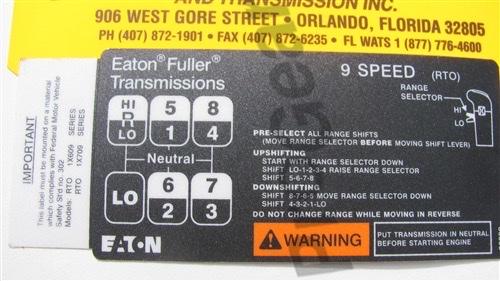 AND TRANSMISSION INC.
906 WEST GORE STREET • ORLANDO, FLORIDA 32805
PH (407) 872-1901 • FAX (407) 872-6235 • FL WATS 1 (877) 776-4600
IMPORTANT
This label must be mounted on a material
which complies with Federal Motor Vehicle
Safety St'd no. 302
Models: RTO 1X609 SERIES
RTO 1X709 SERIES
Eaton® Fuller®
Transmissions
HI
R
LO
5
1
8
4
Neutral
LO
6
2
7
3
EATON
9 SPEED (RTO)
RANGE
SELECTOR
HI
LO
PRE-SELECT ALL RANGE SHIFTS
(MOVE RANGE SELECTOR BEFORE MOVING SHIFT LEVER)
UPSHIFTING
START WITH RANGE SELECTOR DOWN
SHIFT LO-1-2-3-4 RAISE RANGE SELECTOR
SHIFT 5-6-7-8
DOWNSHIFTING
SHIFT 8-7-6-5 MOVE RANGE SELECTOR DOWN
SHIFT 4-3-2-1-LO
DO NOT CHANGE RANGE WHILE MOVING IN REVERSE
WARNING
PUT TRANSMISSION IN NEUTRAL
BEFORE STARTING ENGINE